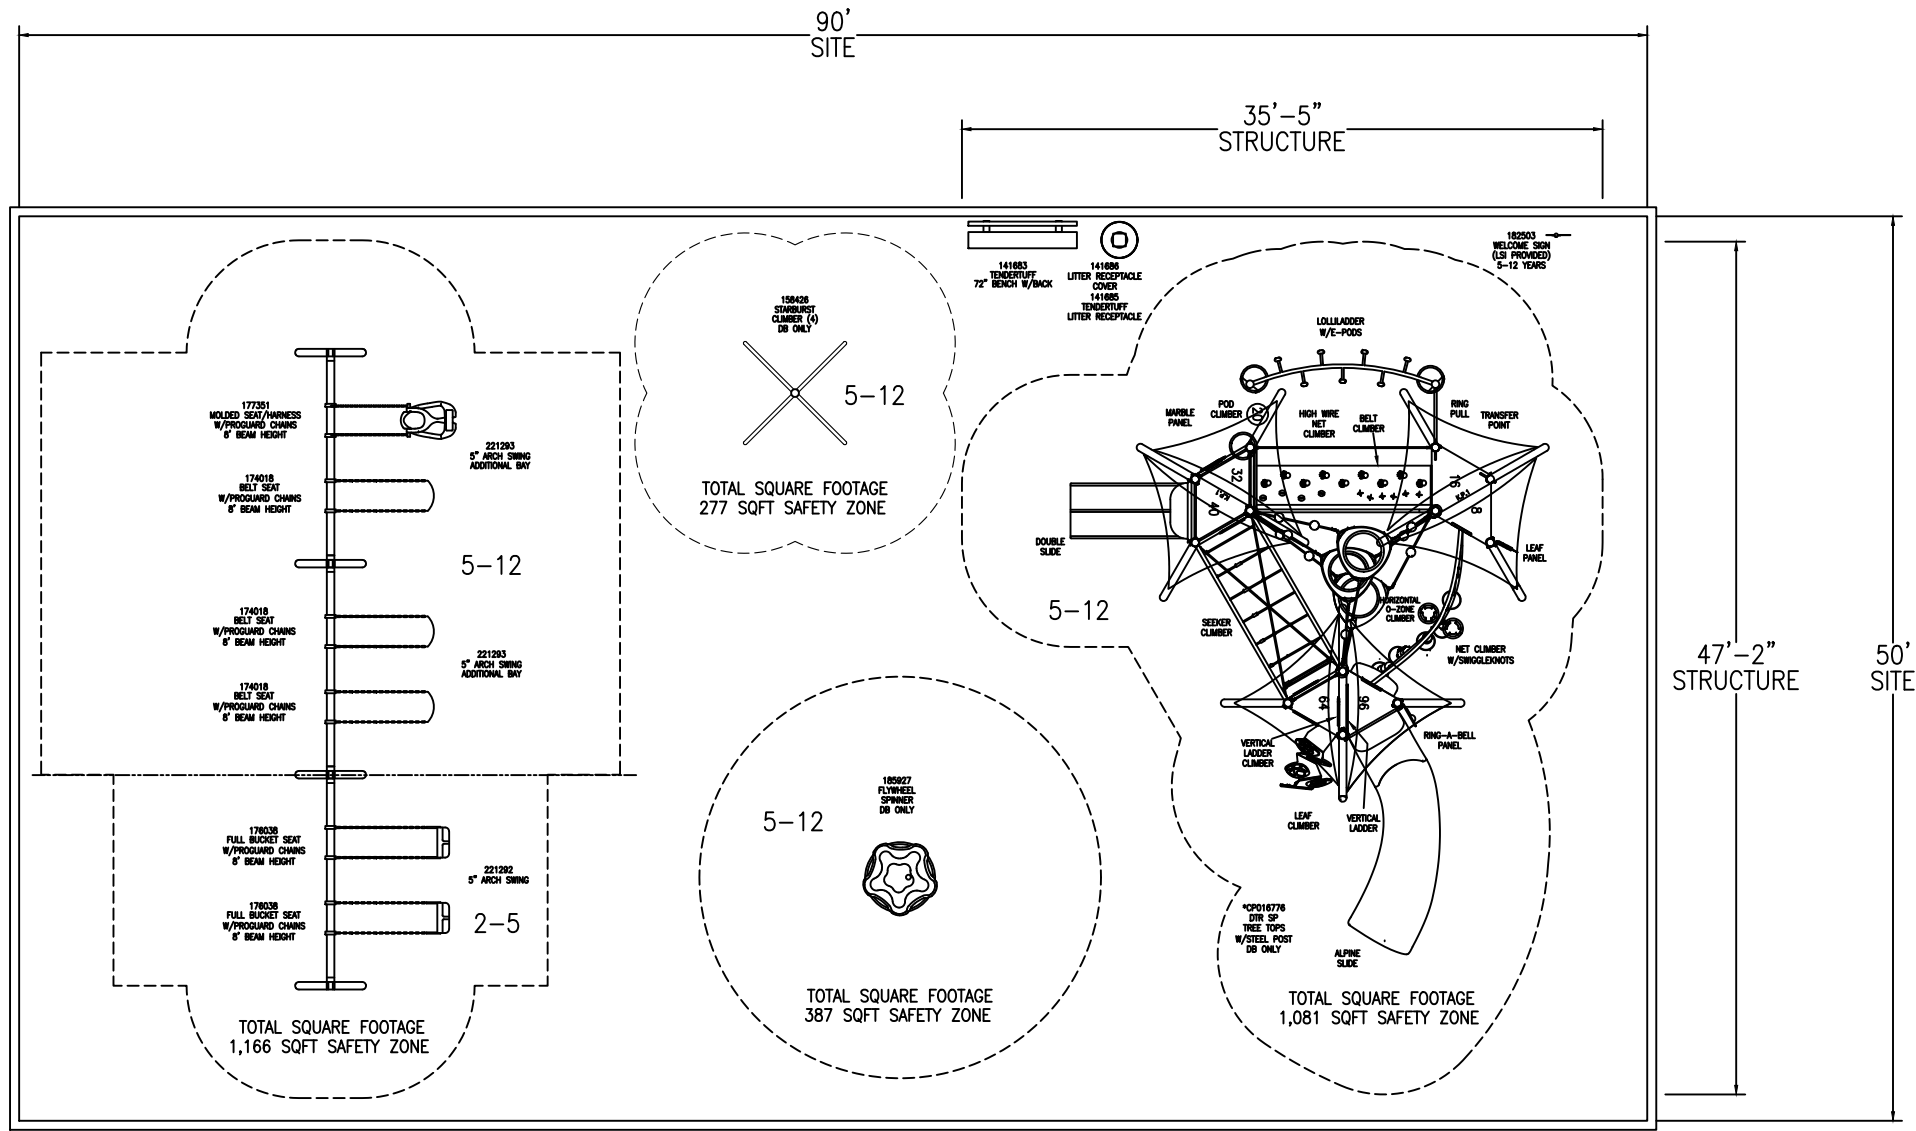 90'
SITE
35'-5"
STRUCTURE
141683
TENDERTUFF
72" BENCH W/BACK
141686
LITTER RECEPTACLE
COVER
141685
TENDERTUFF
LITTER RECEPTACLE
182503
WELCOME SIGN
(LSI PROVIDED)
5-12 YEARS
158426
STARBURST
CLIMBER (4)
DB ONLY
5-12
TOTAL SQUARE FOOTAGE
277 SQFT SAFETY ZONE
177351
MOLDED SEAT/HARNESS
W/PROGUARD CHAINS
8' BEAM HEIGHT
221293
5" ARCH SWING
ADDITIONAL BAY
174018
BELT SEAT
W/PROGUARD CHAINS
8' BEAM HEIGHT
5-12
174018
BELT SEAT
W/PROGUARD CHAINS
8' BEAM HEIGHT
221293
5" ARCH SWING
ADDITIONAL BAY
174018
BELT SEAT
W/PROGUARD CHAINS
8' BEAM HEIGHT
176038
FULL BUCKET SEAT
W/PROGUARD CHAINS
8' BEAM HEIGHT
221292
5" ARCH SWING
176038
FULL BUCKET SEAT
W/PROGUARD CHAINS
8' BEAM HEIGHT
2-5
TOTAL SQUARE FOOTAGE
1,166 SQFT SAFETY ZONE
5-12
185927
FLYWHEEL
SPINNER
DB ONLY
TOTAL SQUARE FOOTAGE
387 SQFT SAFETY ZONE
LOLLILADDER
W/E-PODS
MARBLE
PANEL
POD
CLIMBER
20
HIGH WIRE
NET
CLIMBER
BELT
CLIMBER
RING
PULL
TRANSFER
POINT
32
40
16
8
DOUBLE
SLIDE
LEAF
PANEL
5-12
SEEKER
CLIMBER
HORIZONTAL
O-ZONE
CLIMBER
NET CLIMBER
W/SWIGGLEKNOTS
64
96
VERTICAL
LADDER
CLIMBER
RING-A-BELL
PANEL
LEAF
CLIMBER
VERTICAL
LADDER
*CP016776
DTR SP
TREE TOPS
W/STEEL POST
DB ONLY
ALPINE
SLIDE
TOTAL SQUARE FOOTAGE
1,081 SQFT SAFETY ZONE
47'-2"
STRUCTURE
50'
SITE